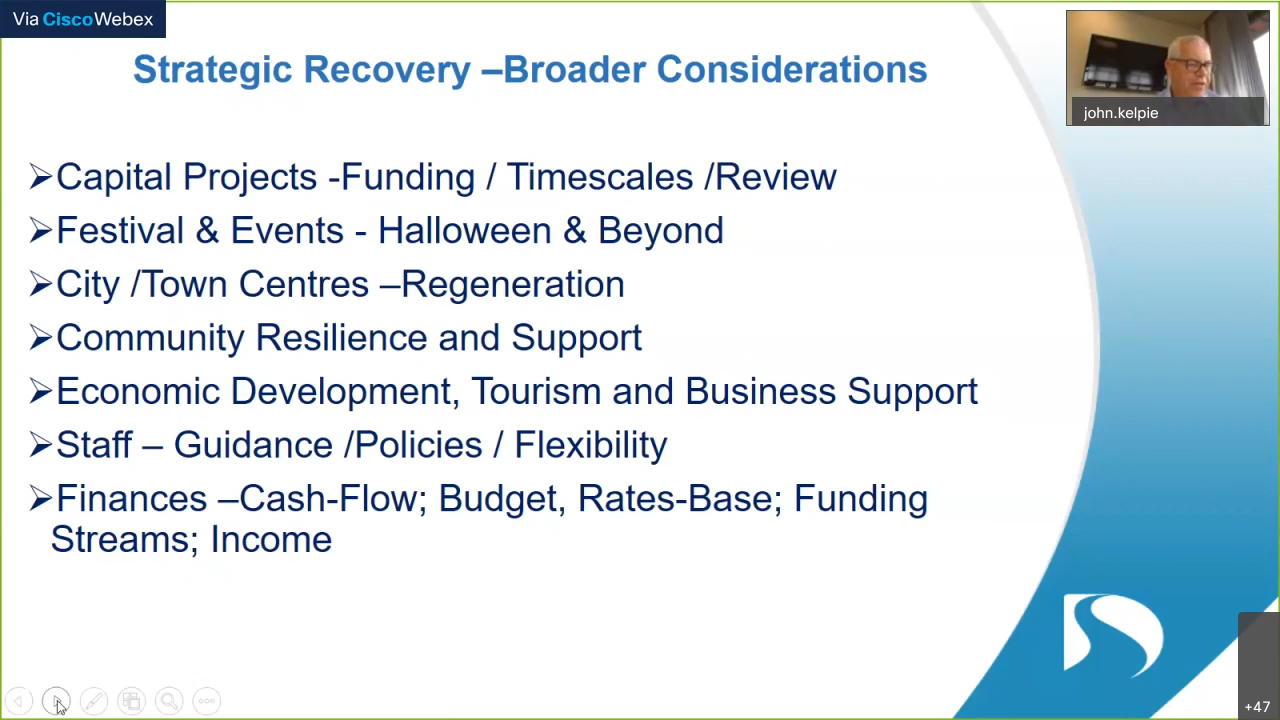 Via CiscoWebex
Strategic Recovery –Broader Considerations
john.kelpie
➢Capital Projects -Funding / Timescales /Review
➢Festival & Events - Halloween & Beyond
➢City /Town Centres –Regeneration
➢Community Resilience and Support
➢Economic Development, Tourism and Business Support
➢Staff – Guidance /Policies / Flexibility
➢Finances –Cash-Flow; Budget, Rates-Base; Funding
Streams; Income
+47